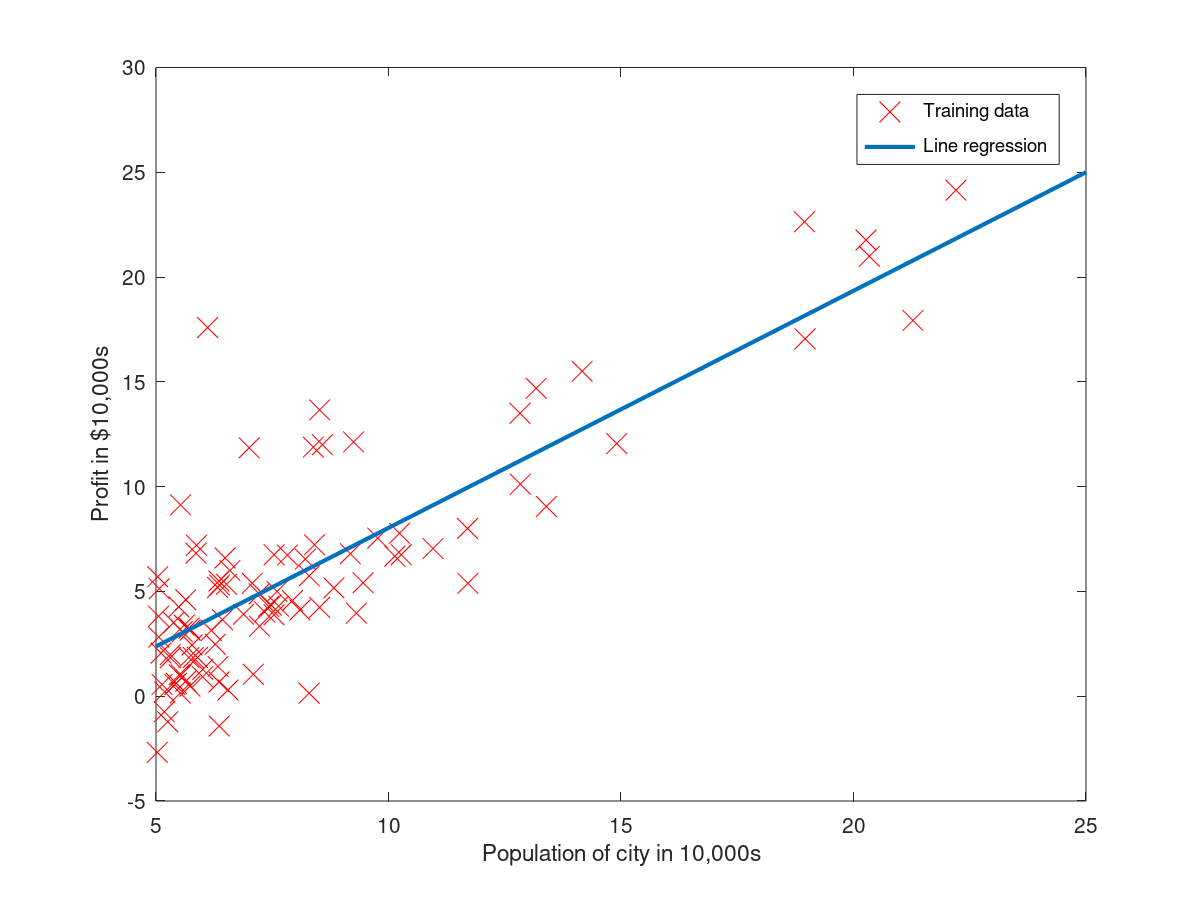 30
25
20
15
10
5
0
-5
5 10 15 20 25
Population of city in 10,000s
Profit in $10,000s
Training data
Line regression